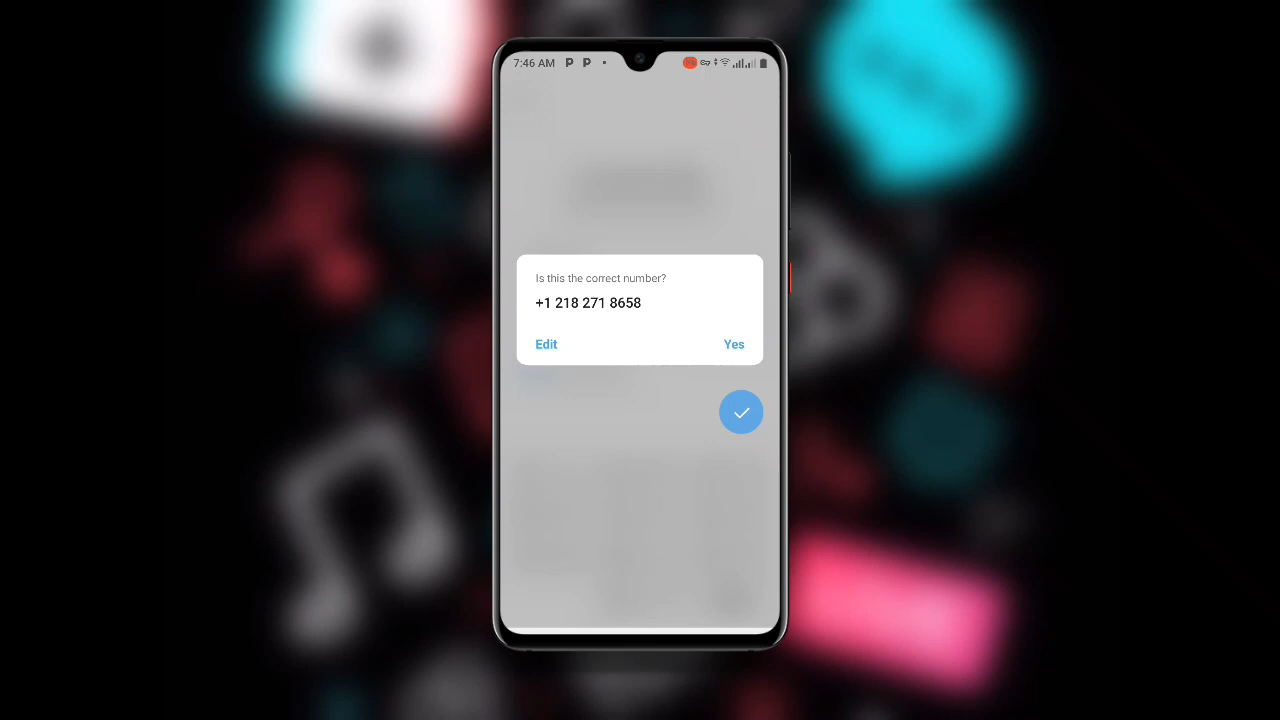 7:46 AM P P
Is this the correct number?
+1 218 271 8658
Edit Yes